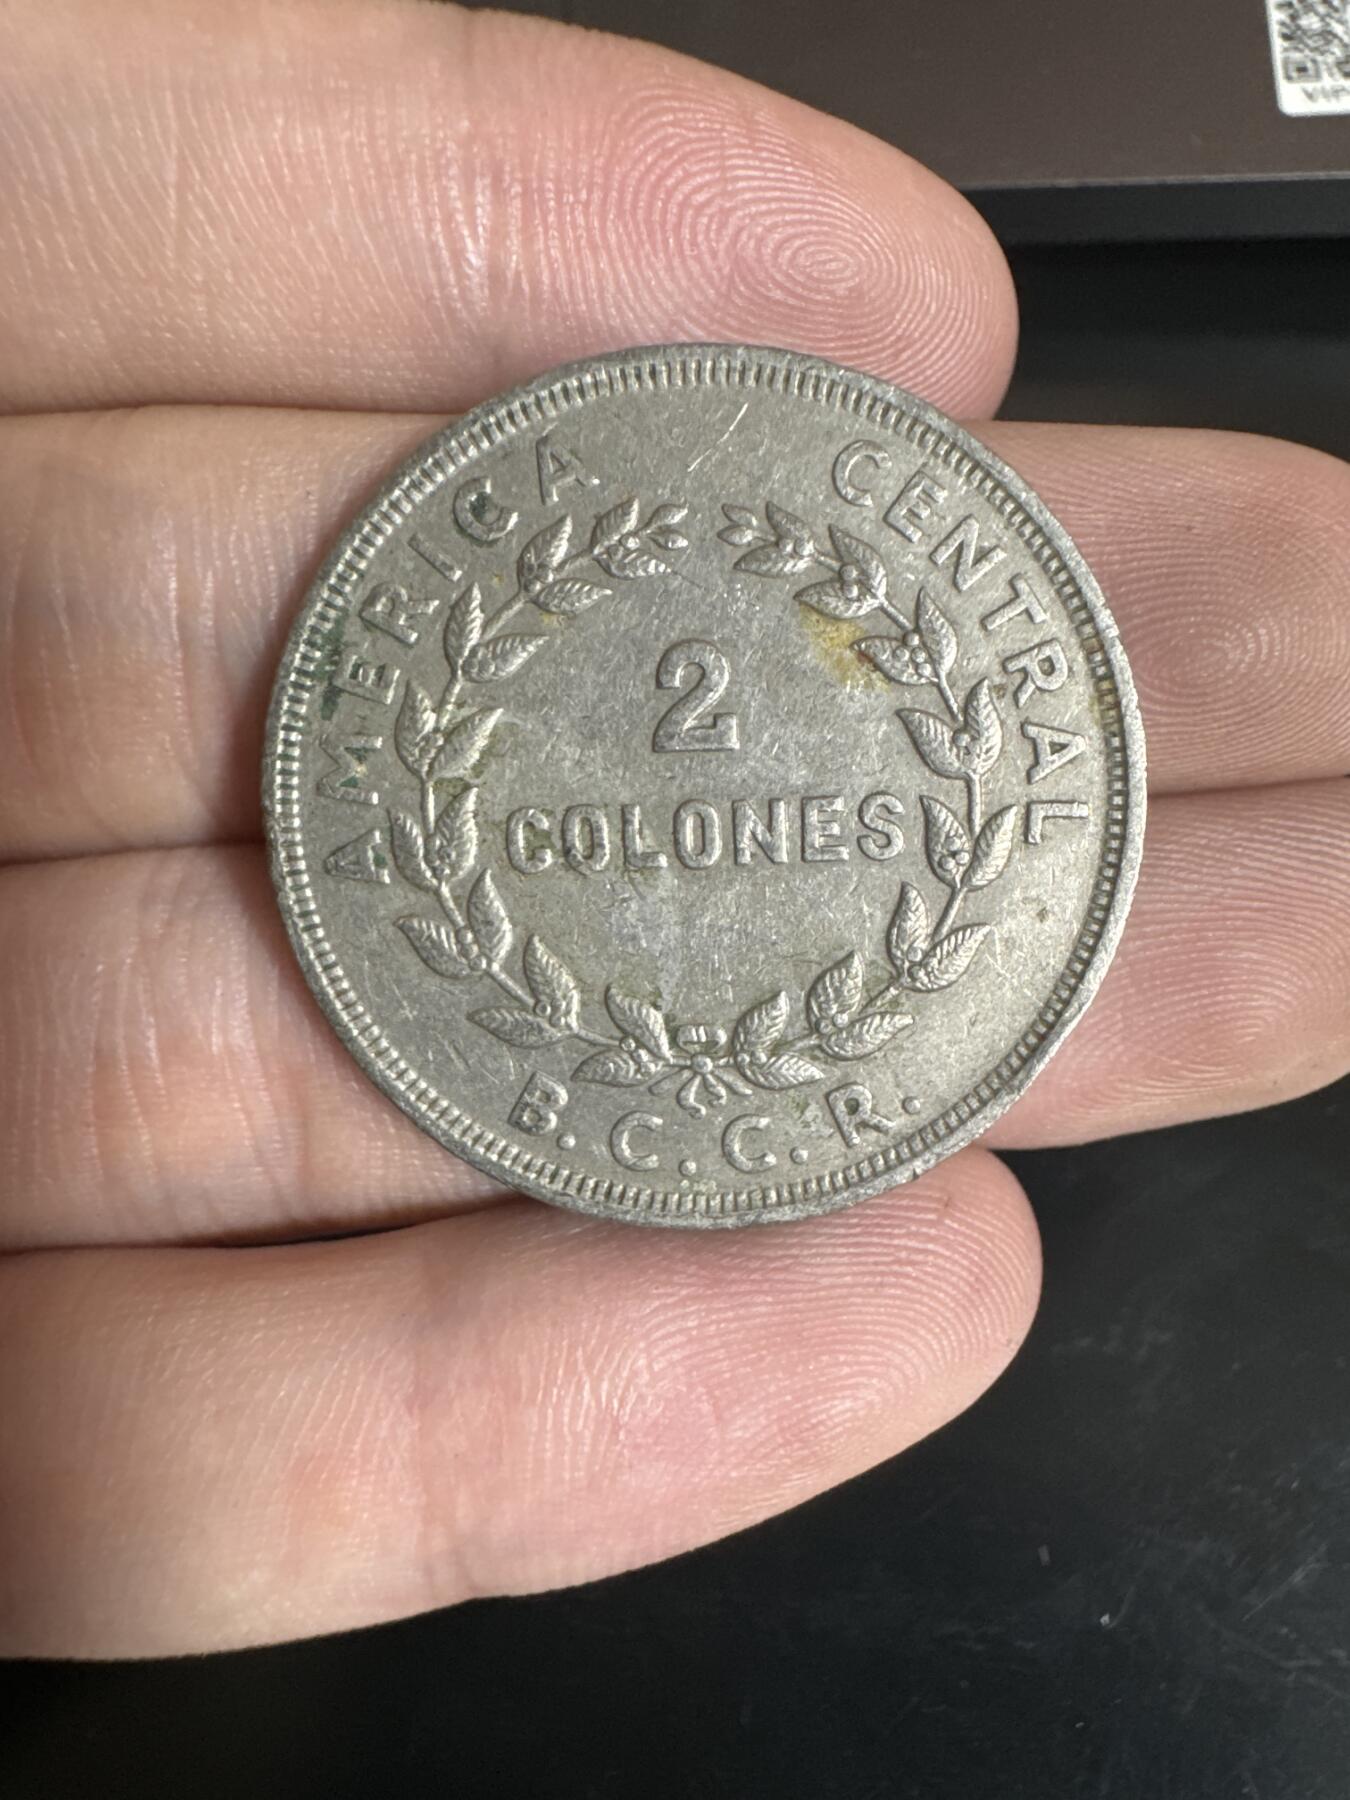 AMERICA CENTRAL
2
COLONES
B.C.C.R.